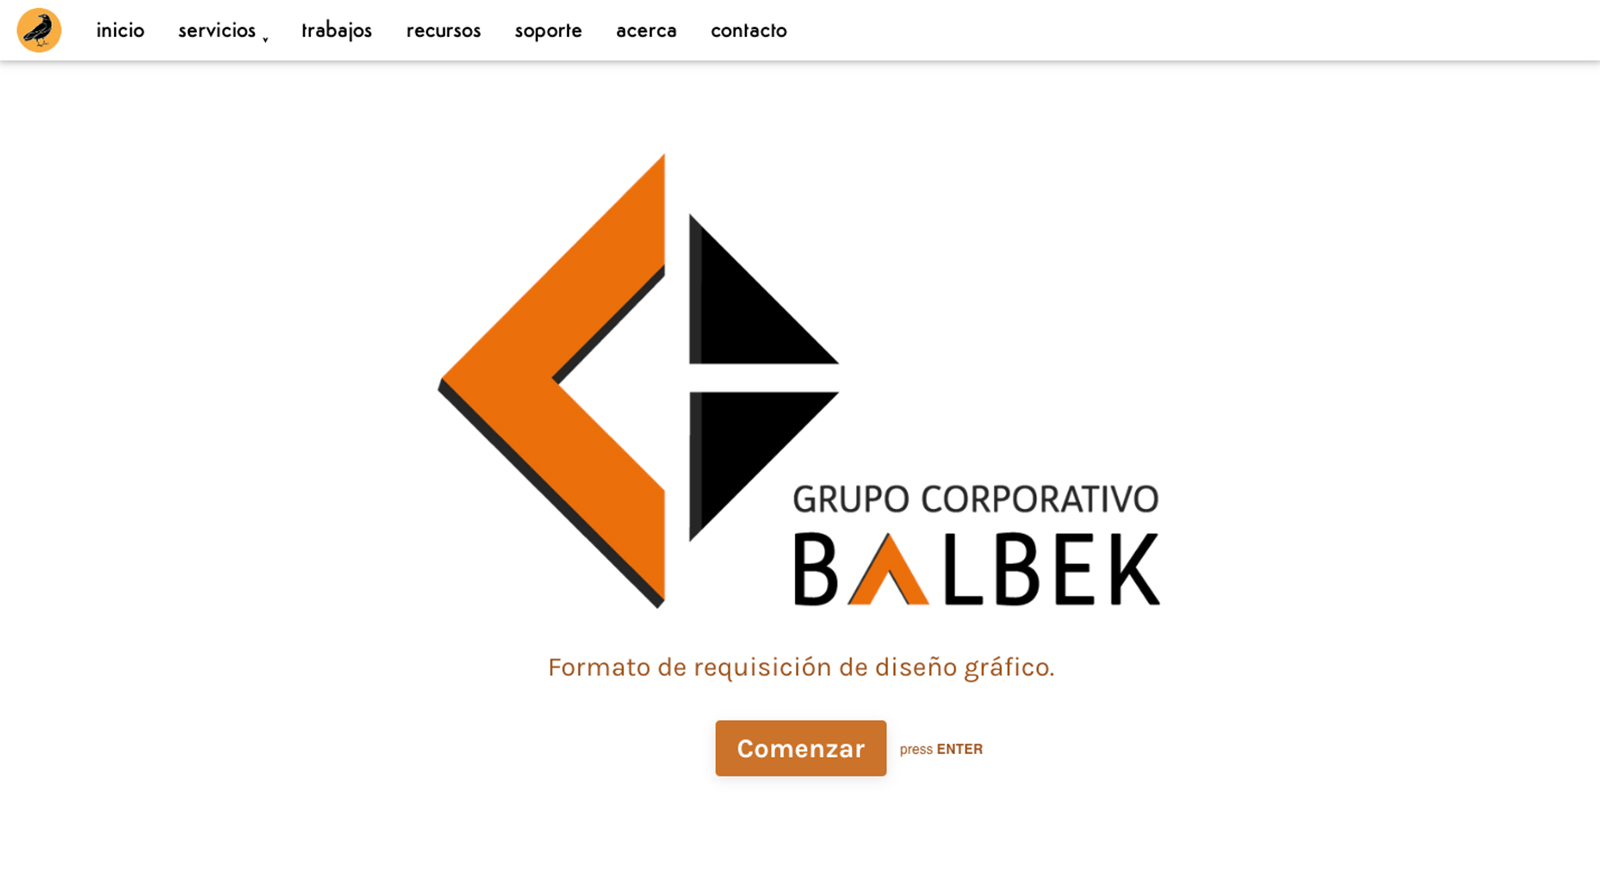 inicio servicios trabajos recursos soporte acerca contacto
GRUPO CORPORATIVO
BALBEK
Formato de requisición de diseño gráfico.
Comenzar press ENTER